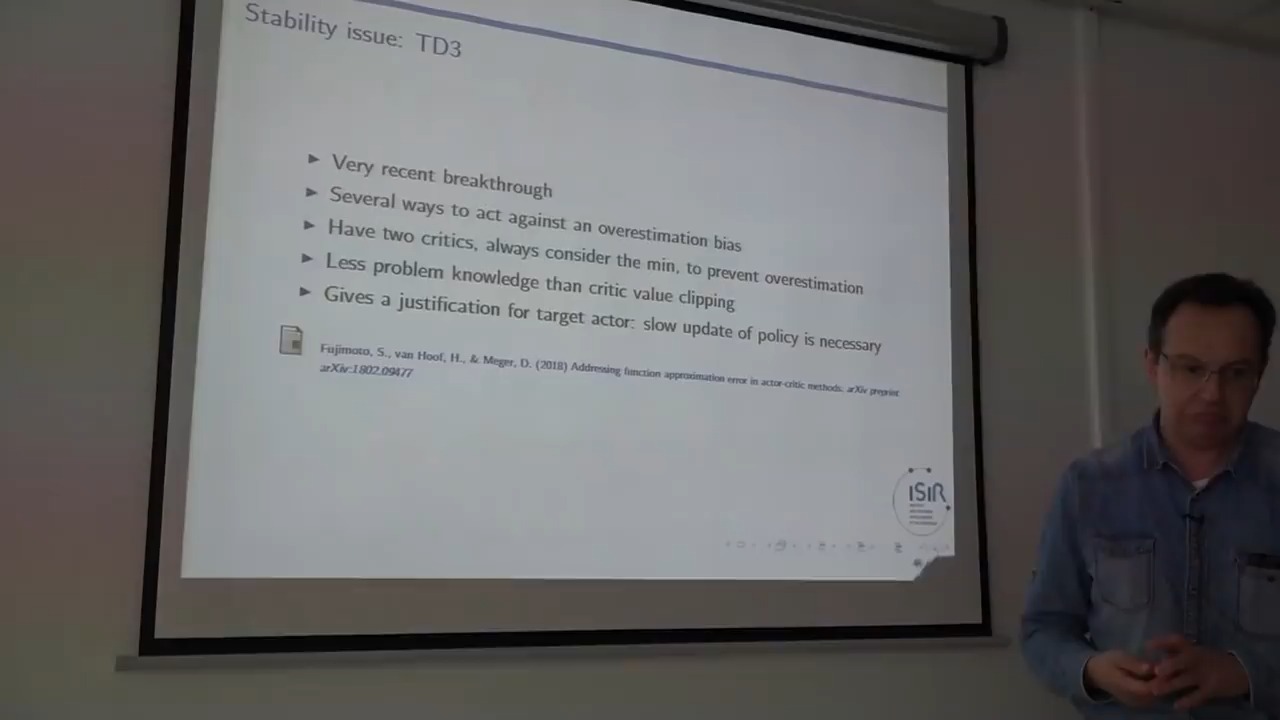 Stability issue: TD3
Very recent breakthrough
Several ways to act against an overestimation bias
Have two critics, always consider the min, to prevent overestimation
Less problem knowledge than critic value clipping
Gives a justification for target actor: slow update of policy is necessary
Fujimoto, S., van Hoof, H., & Meger, D. (2018) Addressing function approximation error in actor-critic methods. arXiv preprint
arXiv:1802.09477
ISIR